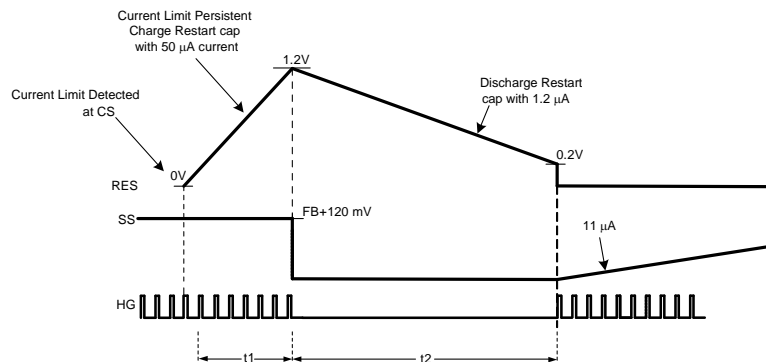 Current Limit Persistent
Charge Restart cap
with 50 μA current
1.2V
Current Limit Detected
at CS
Discharge Restart
cap with 1.2 μA
0V
0.2V
RES
SS
FB+120 mV
11 μA
HG
t1
t2